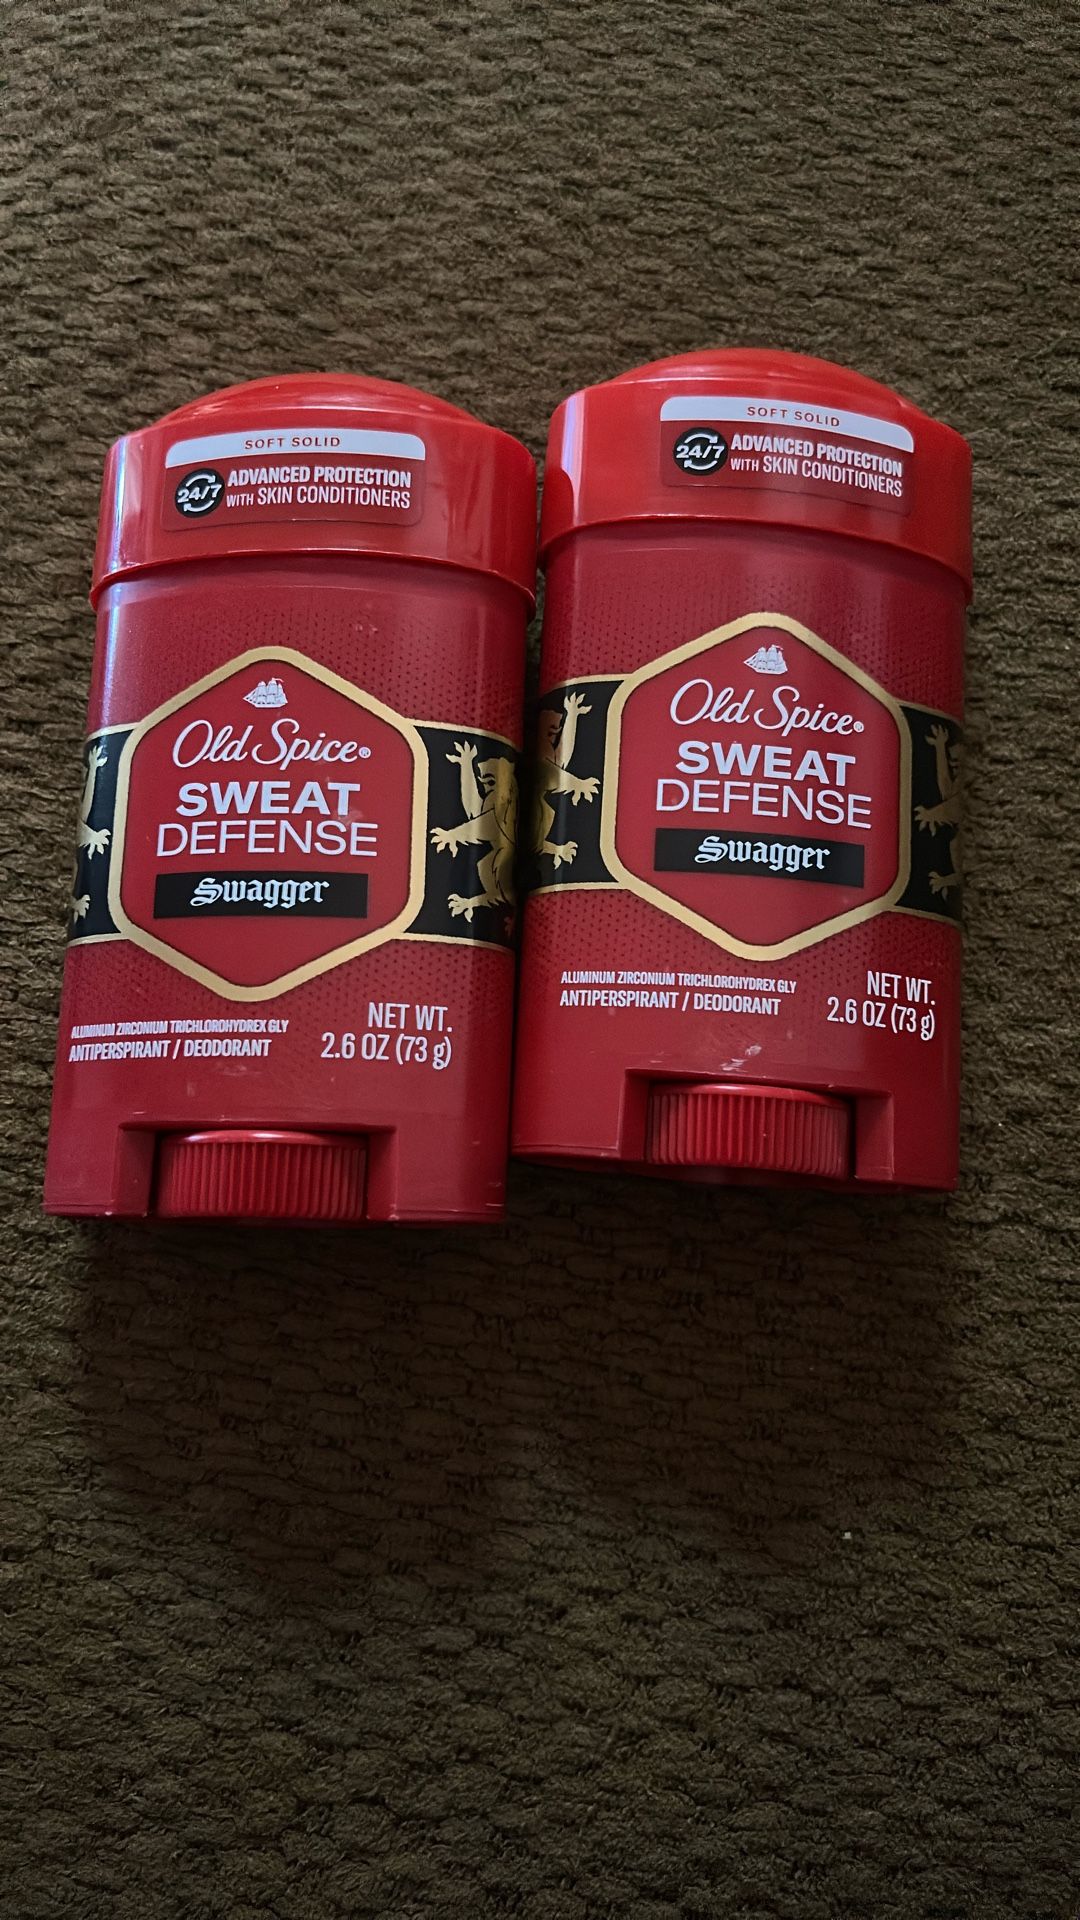 SOFT SOLID
24/7
ADVANCED PROTECTION
WITH SKIN CONDITIONERS
Old Spice®
SWEAT
DEFENSE
Swagger
ALUMINUM ZIRCONIUM TRICHLOROHYDREX GLY
ANTIPERSPIRANT / DEODORANT
NET WT.
2.6 OZ (73 g)
SOFT SOLID
24/7
ADVANCED PROTECTION
WITH SKIN CONDITIONERS
Old Spice®
SWEAT
DEFENSE
Swagger
ALUMINUM ZIRCONIUM TRICHLOROHYDREX GLY
ANTIPERSPIRANT / DEODORANT
NET WT.
2.6 OZ (73 g)